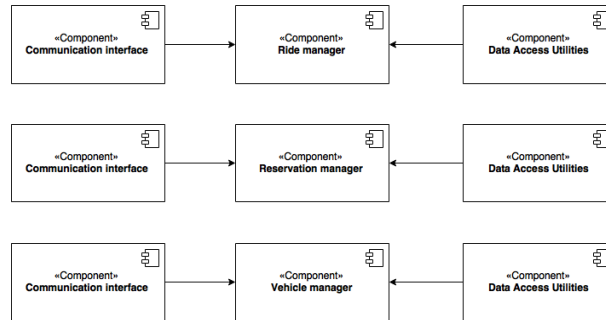 «Component»
Communication interface
«Component»
Ride manager
«Component»
Data Access Utilities
«Component»
Communication interface
«Component»
Reservation manager
«Component»
Data Access Utilities
«Component»
Communication interface
«Component»
Vehicle manager
«Component»
Data Access Utilities